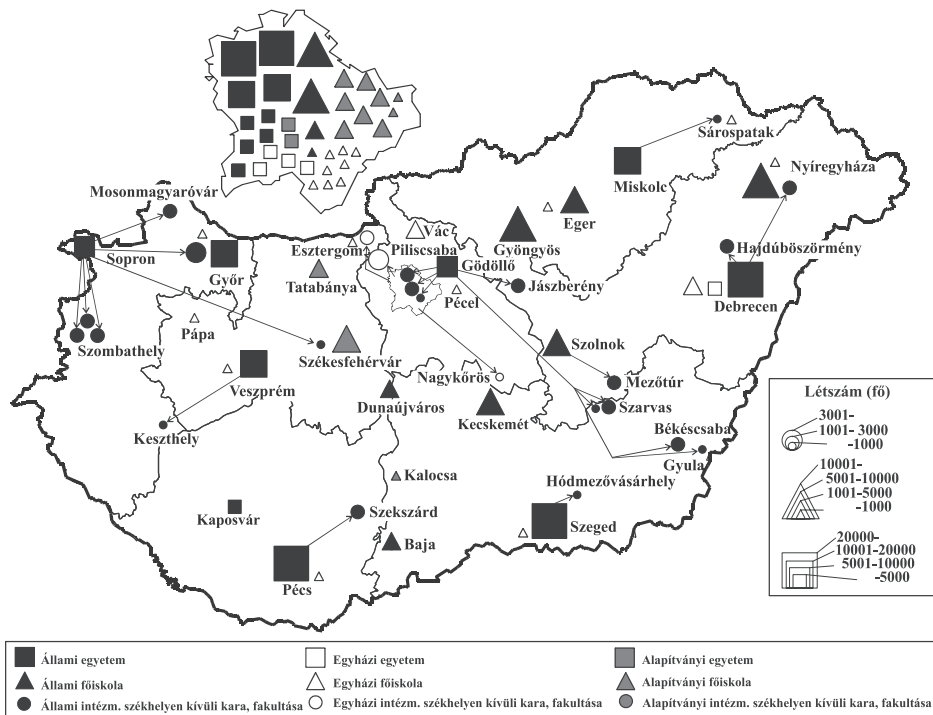 Sárospatak
Miskolc
Nyíregyháza
Mosonmagyaróvár
Eger
Vác
Gyöngyös
Esztergom
Piliscsaba
Hajdúböszörmény
Sopron
Győr
Gödöllő
Tatabánya
Jászberény
Debrecen
Pécel
Pápa
Szombathely
Szolnok
Székesfehérvár
Nagykőrös
Mezőtúr
Veszprém
Dunaújváros
Szarvas
Kecskemét
Keszthely
Békéscsaba
Gyula
Kalocsa
Hódmezővásárhely
Kaposvár
Szekszárd
Szeged
Baja
Pécs
Létszám (fő)
3001-
1001- 3000
-1000
10001-
5001-10000
1001-5000
-1000
20000-
10001-20000
5001-10000
-5000
Állami egyetem
Egyházi egyetem
Alapítványi egyetem
Állami főiskola
Egyházi főiskola
Alapítványi főiskola
Állami intézm. székhelyen kívüli kara, fakultása
Egyházi intézm. székhelyen kívüli kara, fakultása
Alapítványi intézm. székhelyen kívüli kara, fakultása